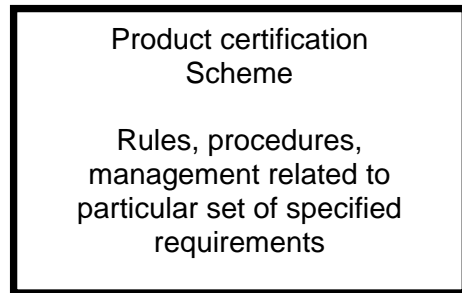 Product certification
Scheme
Rules, procedures,
management related to
particular set of specified
requirements